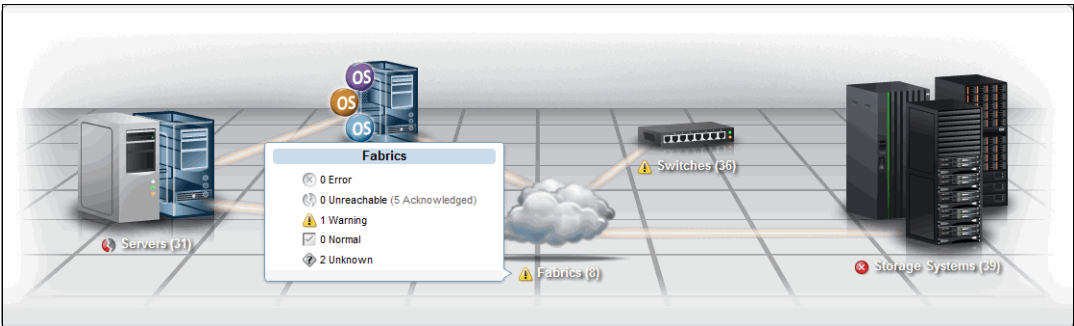 OS
OS
OS
Fabrics
0 Error
0 Unreachable (5 Acknowledged)
1 Warning
0 Normal
2 Unknown
Switches (36)
Servers (31)
Fabrics (8)
Storage Systems (39)